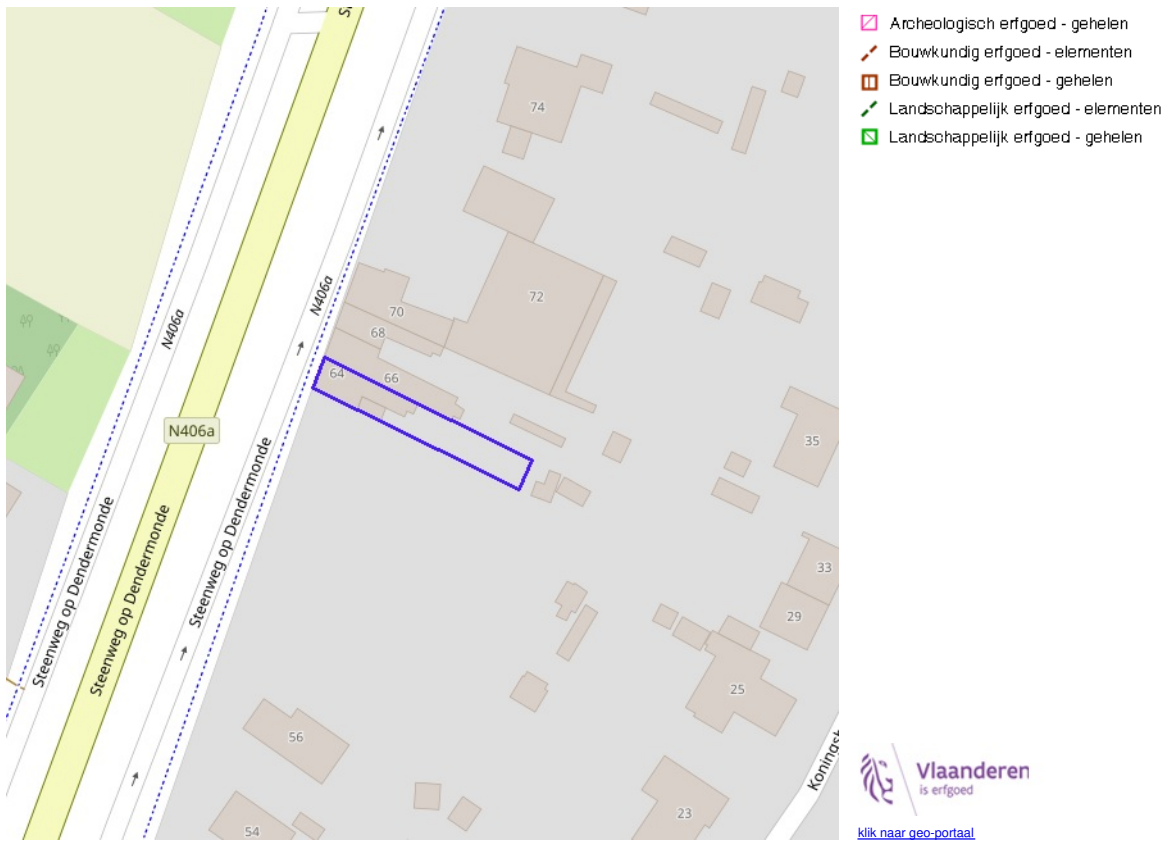 Archeologisch erfgoed - gehelen
Bouwkundig erfgoed - elementen
Bouwkundig erfgoed - gehelen
Landschappelijk erfgoed - elementen
Landschappelijk erfgoed - gehelen
74
N406a
N406a
72
70
68
64
66
N406a
35
Steenweg op Dendermonde
Steenweg op Dendermonde
Steenweg op Dendermonde
33
29
25
56
23
54
Vlaanderen
is erfgoed
klik naar geo-portaal